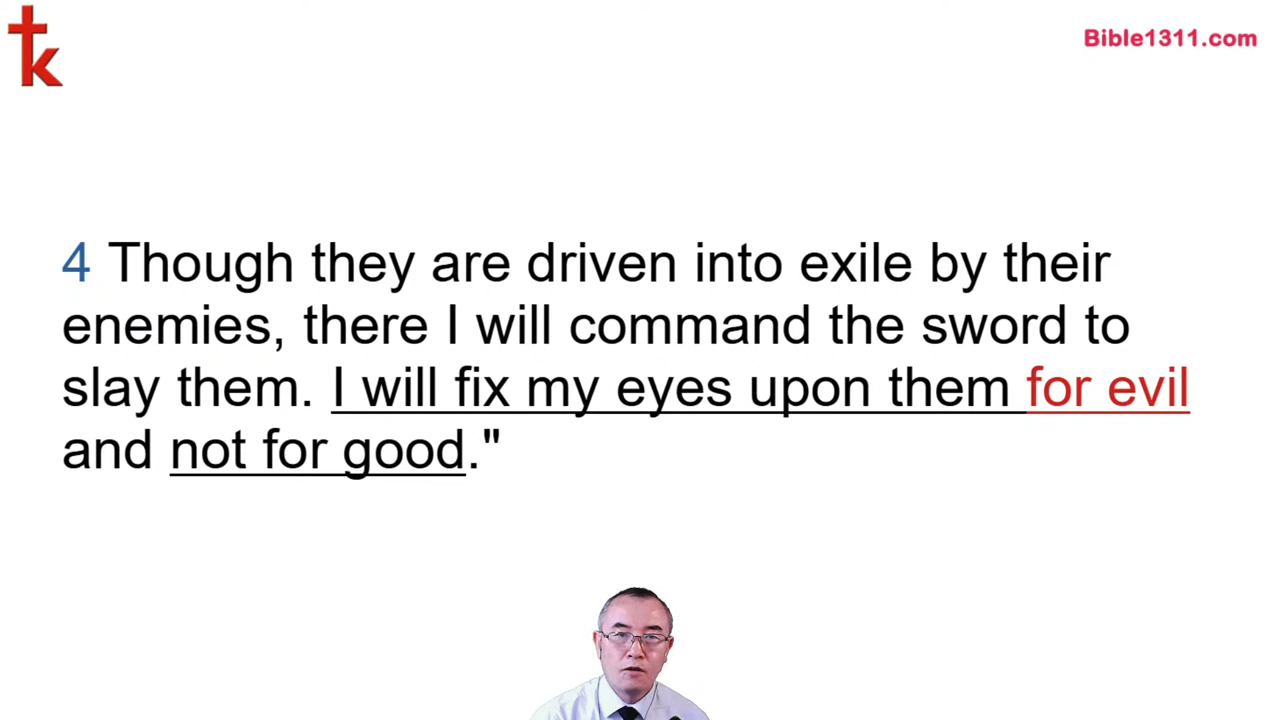 tk
Bible1311.com
4 Though they are driven into exile by their
enemies, there I will command the sword to
slay them. I will fix my eyes upon them for evil
and not for good."